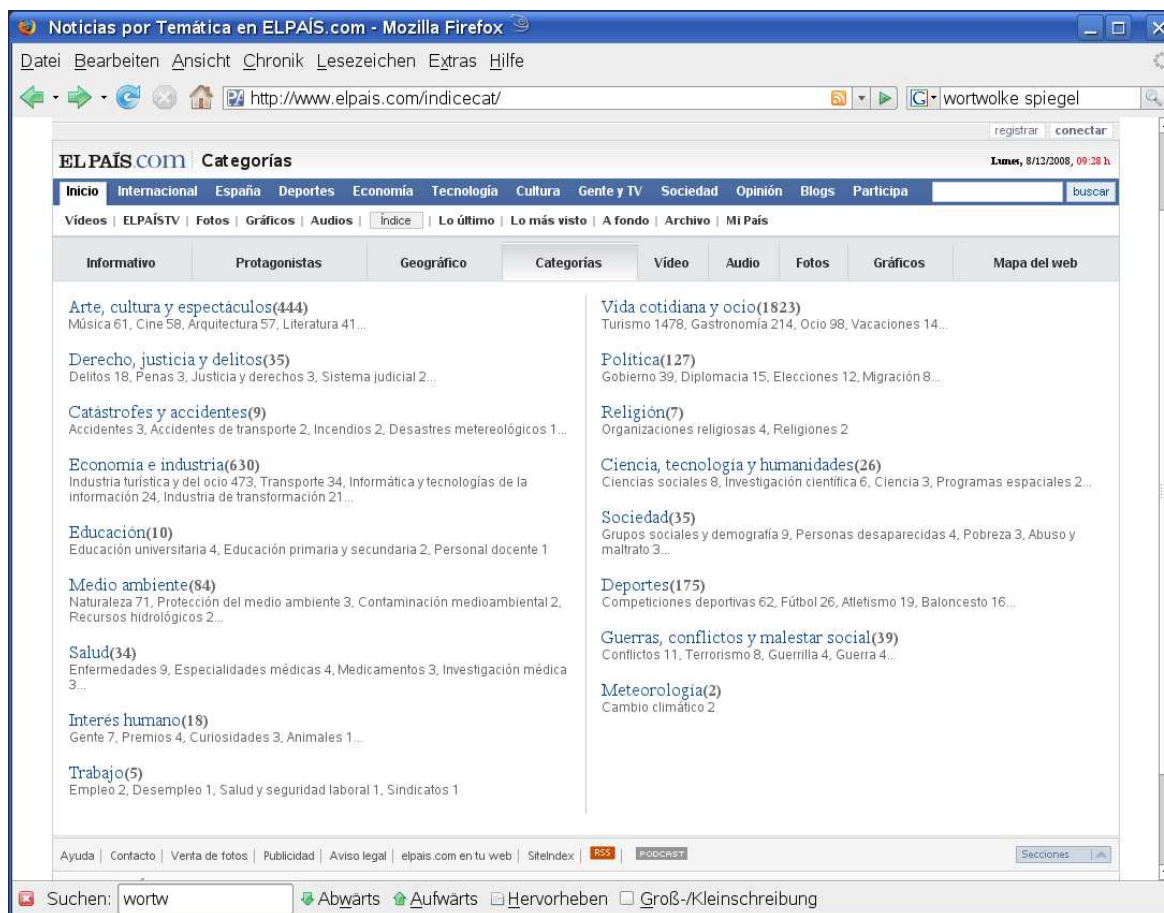 Noticias por Temática en ELPAÍS.com - Mozilla Firefox
Datei Bearbeiten Ansicht Chronik Lesezeichen Extras Hilfe
http://www.elpais.com/indicecat/ G wortwolke spiegel
registrar conectar
EL PAÍS.com Categorías Lunes, 8/12/2008, 09:28 h
Inicio Internacional España Deportes Economía Tecnología Cultura Gente y TV Sociedad Opinión Blogs Participa buscar
Vídeos | ELPAÍSTV | Fotos | Gráficos | Audios | Índice | Lo último | Lo más visto | A fondo | Archivo | Mi País
Informativo Protagonistas Geográfico Categorías Vídeo Audio Fotos Gráficos Mapa del web
Arte, cultura y espectáculos(444)
Música 61, Cine 58, Arquitectura 57, Literatura 41...
Derecho, justicia y delitos(35)
Delitos 18, Penas 3, Justicia y derechos 3, Sistema judicial 2...
Catástrofes y accidentes(9)
Accidentes 3, Accidentes de transporte 2, Incendios 2, Desastres metereológicos 1...
Economía e industria(630)
Industria turística y del ocio 473, Transporte 34, Informática y tecnologías de la
información 24, Industria de transformación 21...
Educación(10)
Educación universitaria 4, Educación primaria y secundaria 2, Personal docente 1
Medio ambiente(84)
Naturaleza 71, Protección del medio ambiente 3, Contaminación medioambiental 2,
Recursos hidrológicos 2...
Salud(34)
Enfermedades 9, Especialidades médicas 4, Medicamentos 3, Investigación médica
3...
Interés humano(18)
Gente 7, Premios 4, Curiosidades 3, Animales 1...
Trabajo(5)
Empleo 2, Desempleo 1, Salud y seguridad laboral 1, Sindicatos 1
Vida cotidiana y ocio(1823)
Turismo 1478, Gastronomía 214, Ocio 98, Vacaciones 14...
Política(127)
Gobierno 39, Diplomacia 15, Elecciones 12, Migración 8...
Religión(7)
Organizaciones religiosas 4, Religiones 2
Ciencia, tecnología y humanidades(26)
Ciencias sociales 8, Investigación científica 6, Ciencia 3, Programas espaciales 2...
Sociedad(35)
Grupos sociales y demografía 9, Personas desaparecidas 4, Pobreza 3, Abuso y
maltrato 3...
Deportes(175)
Competiciones deportivas 62, Fútbol 26, Atletismo 19, Baloncesto 16...
Guerras, conflictos y malestar social(39)
Conflictos 11, Terrorismo 8, Guerrilla 4, Guerra 4...
Meteorología(2)
Cambio climático 2
Ayuda | Contacto | Venta de fotos | Publicidad | Aviso legal | elpais.com en tu web | SiteIndex | RSS | PODCAST Secciones
Suchen: wortw Abwärts Aufwärts Hervorheben Groß-/Kleinschreibung